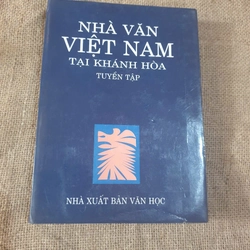 NHÀ VĂN
VIỆT NAM
TẠI KHÁNH HÒA
TUYỂN TẬP
NHÀ XUẤT BẢN VĂN HỌC